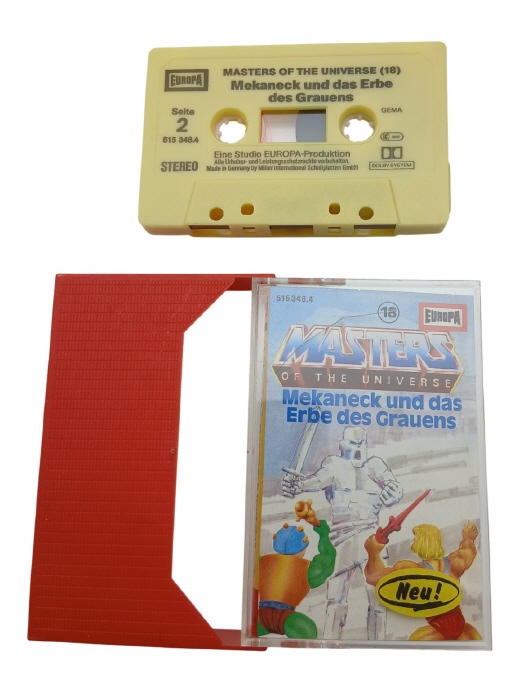 EUROPA
MASTERS OF THE UNIVERSE (18)
Mekaneck und das Erbe
des Grauens
Seite
2
515 348.4
GEMA
STEREO
Eine Studio EUROPA-Produktion
Alle Urheber- und Leistungsschutzrechte vorbehalten.
Made in Germany by Miller International Schallplatten GmbH
DOLBY SYSTEM
515 348.4
18
EUROPA
MASTERS
OF THE UNIVERSE
Mekaneck und das
Erbe des Grauens
Neu!